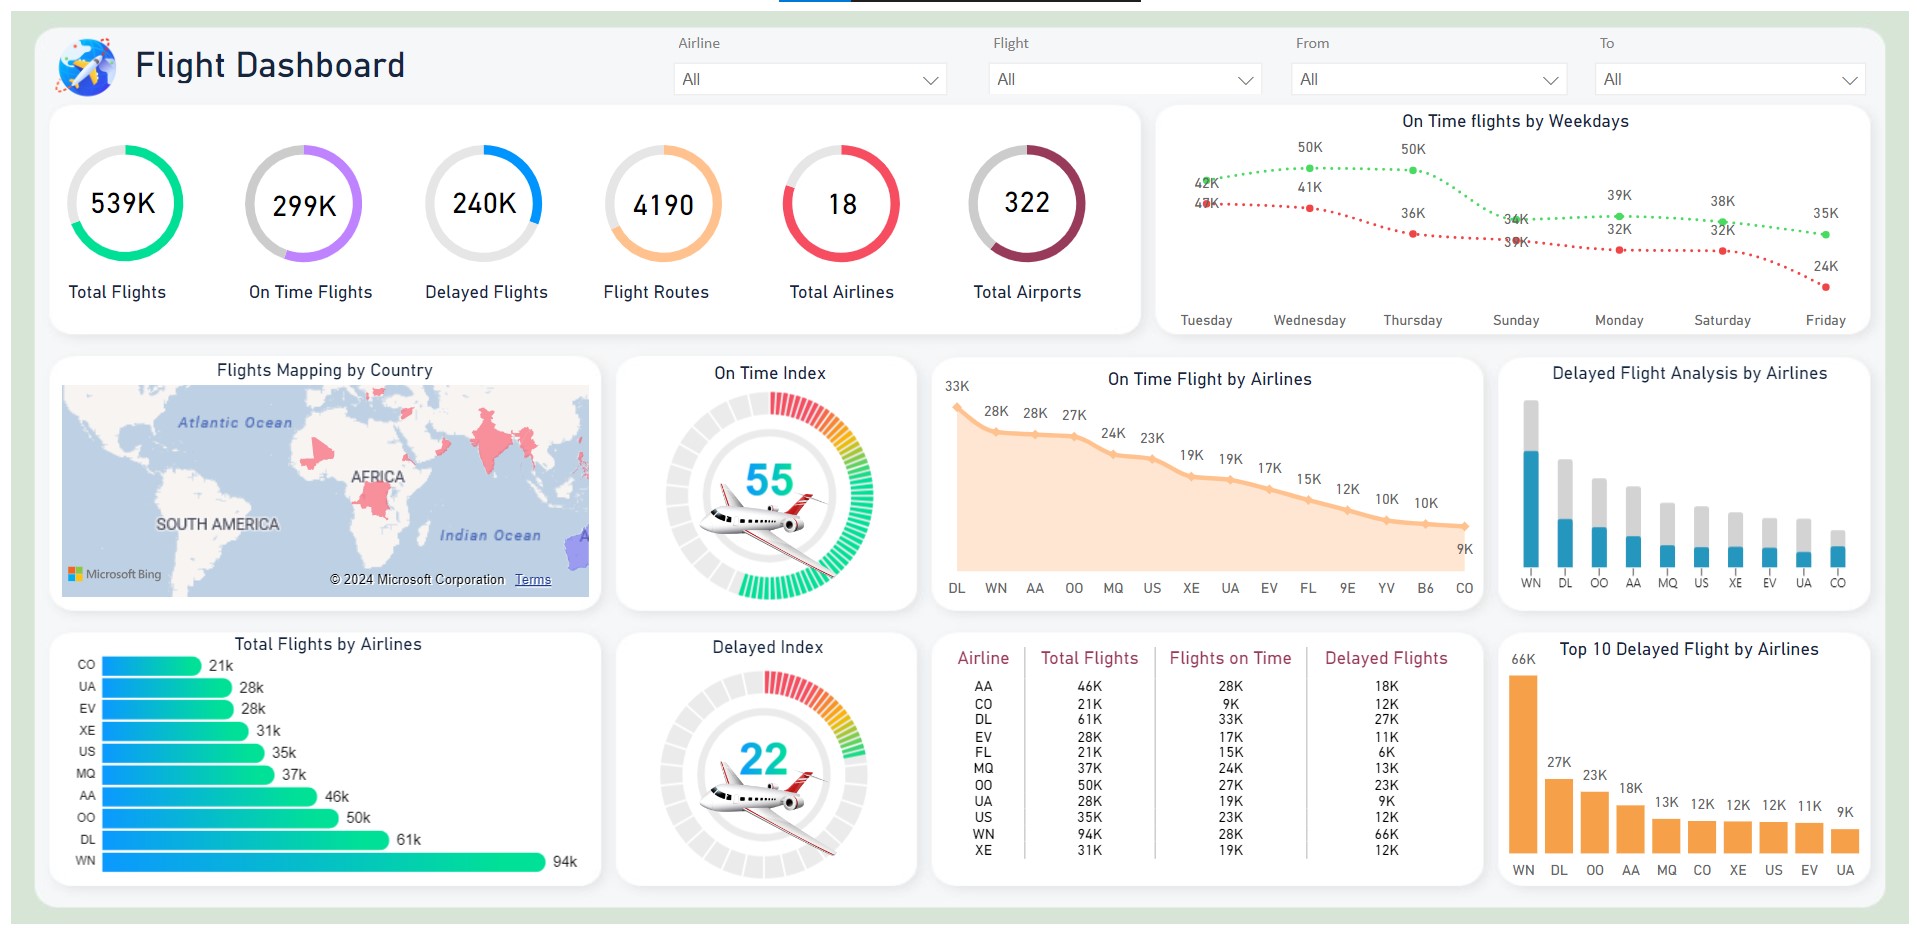 Flight Dashboard
Airline
All
Flight
All
From
All
To
All
539K
Total Flights
299K
On Time Flights
240K
Delayed Flights
4190
Flight Routes
18
Total Airlines
322
Total Airports
On Time flights by Weekdays
50K 50K
42K 41K 39K 38K
47K 36K 34K 35K
39K 32K 32K
24K
Tuesday Wednesday Thursday Sunday Monday Saturday Friday
Flights Mapping by Country
Atlantic Ocean
AFRICA
SOUTH AMERICA
Indian Ocean
A
Microsoft Bing
© 2024 Microsoft Corporation Terms
On Time Index
55
On Time Flight by Airlines
33K 28K 28K 27K 24K 23K 19K 19K 17K 15K 12K 10K 10K 9K
DL WN AA OO MQ US XE UA EV FL 9E YV B6 CO
Delayed Flight Analysis by Airlines
WN DL OO AA MQ US XE EV UA CO
Total Flights by Airlines
CO 21k
UA 28k
EV 28k
XE 31k
US 35k
MQ 37k
AA 46k
OO 50k
DL 61k
WN 94k
Delayed Index
22
Airline Total Flights Flights on Time Delayed Flights
AA 46K 28K 18K
CO 21K 9K 12K
DL 61K 33K 27K
EV 28K 17K 11K
FL 21K 15K 6K
MQ 37K 24K 13K
OO 50K 27K 23K
UA 28K 19K 9K
US 35K 23K 12K
WN 94K 28K 66K
XE 31K 19K 12K
Top 10 Delayed Flight by Airlines
66K 27K 23K 18K 13K 12K 12K 12K 11K 9K
WN DL OO AA MQ CO XE US EV UA